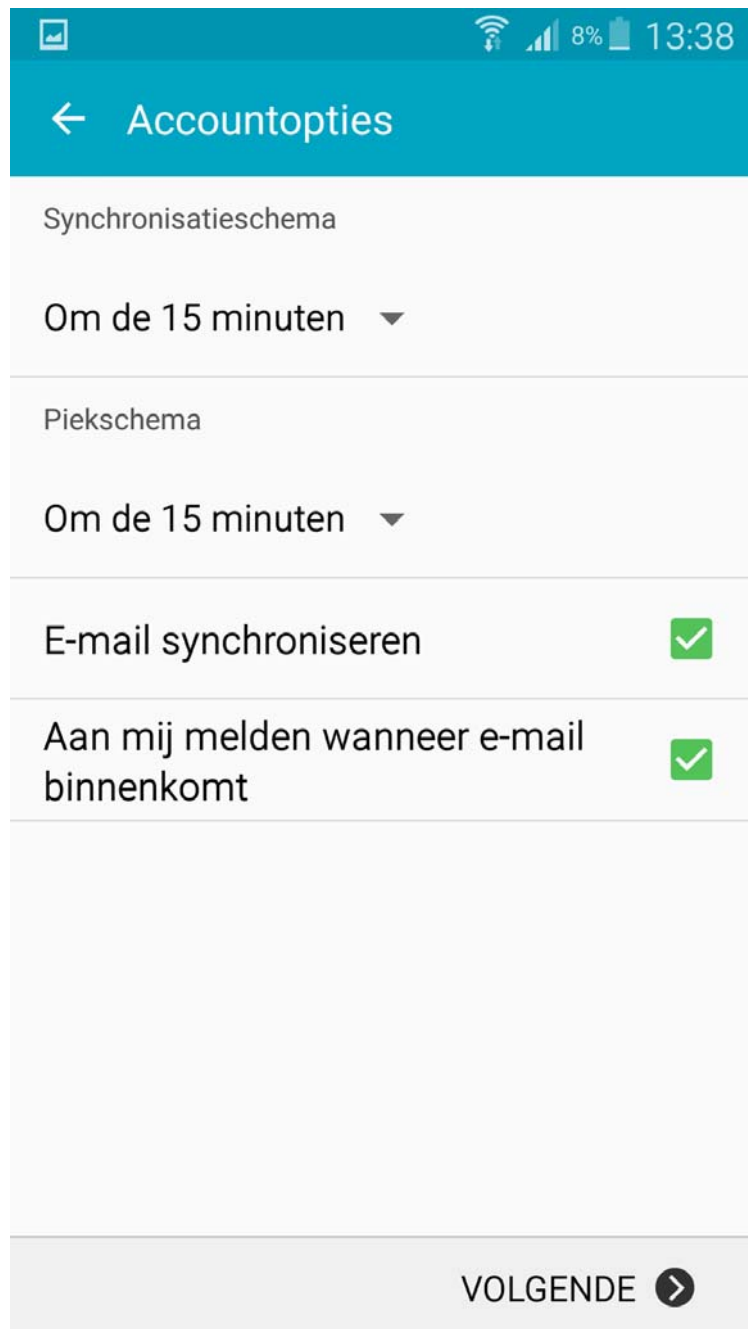 8% 13:38
Accountopties
Synchronisatieschema
Om de 15 minuten
Piekschema
Om de 15 minuten
E-mail synchroniseren
Aan mij melden wanneer e-mail
binnenkomt
VOLGENDE